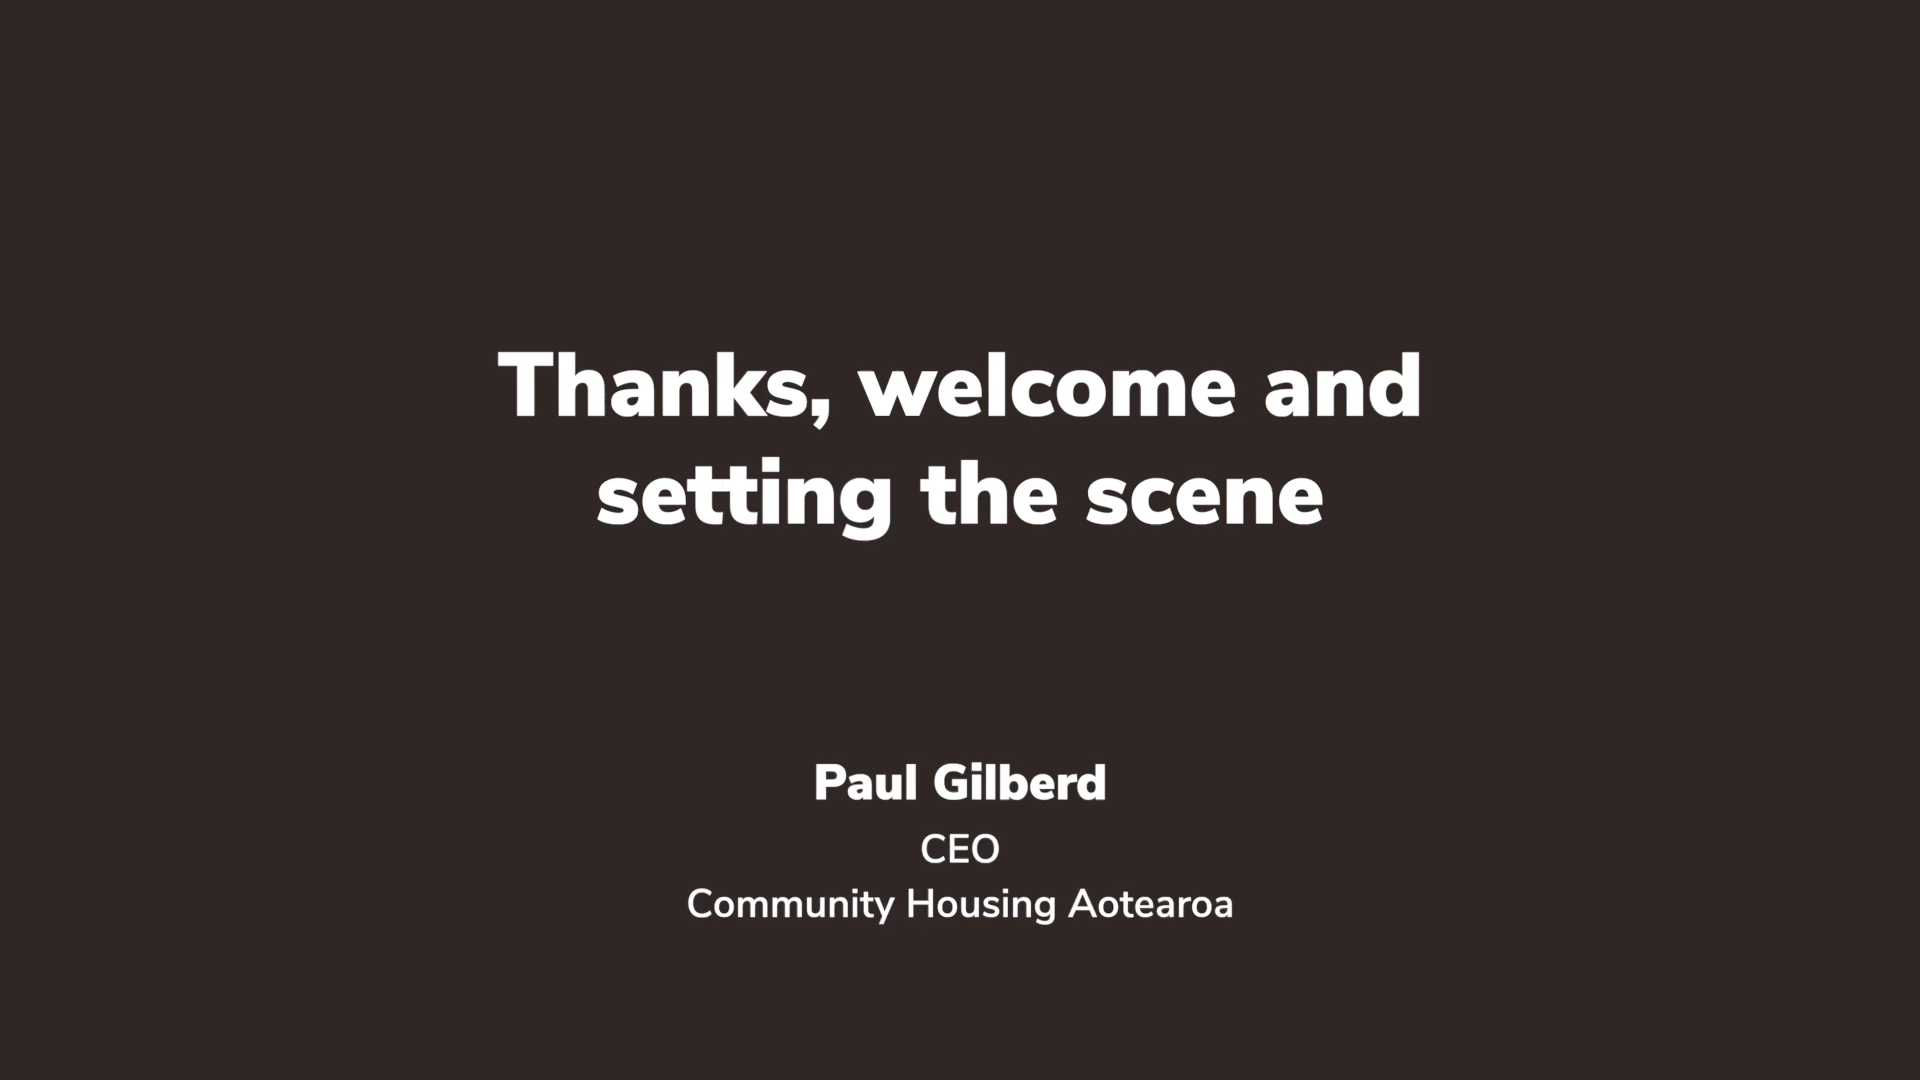 Thanks, welcome and
setting the scene
Paul Gilberd
CEO
Community Housing Aotearoa